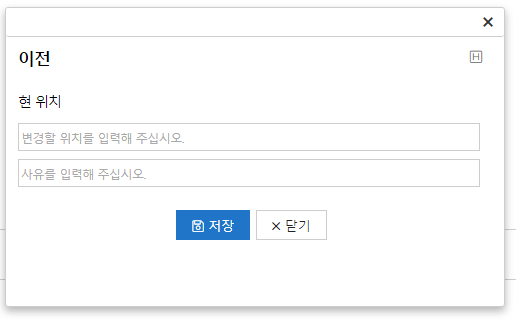 이전
현 위치
변경할 위치를 입력해 주십시오.
사유를 입력해 주십시오.
저장
닫기